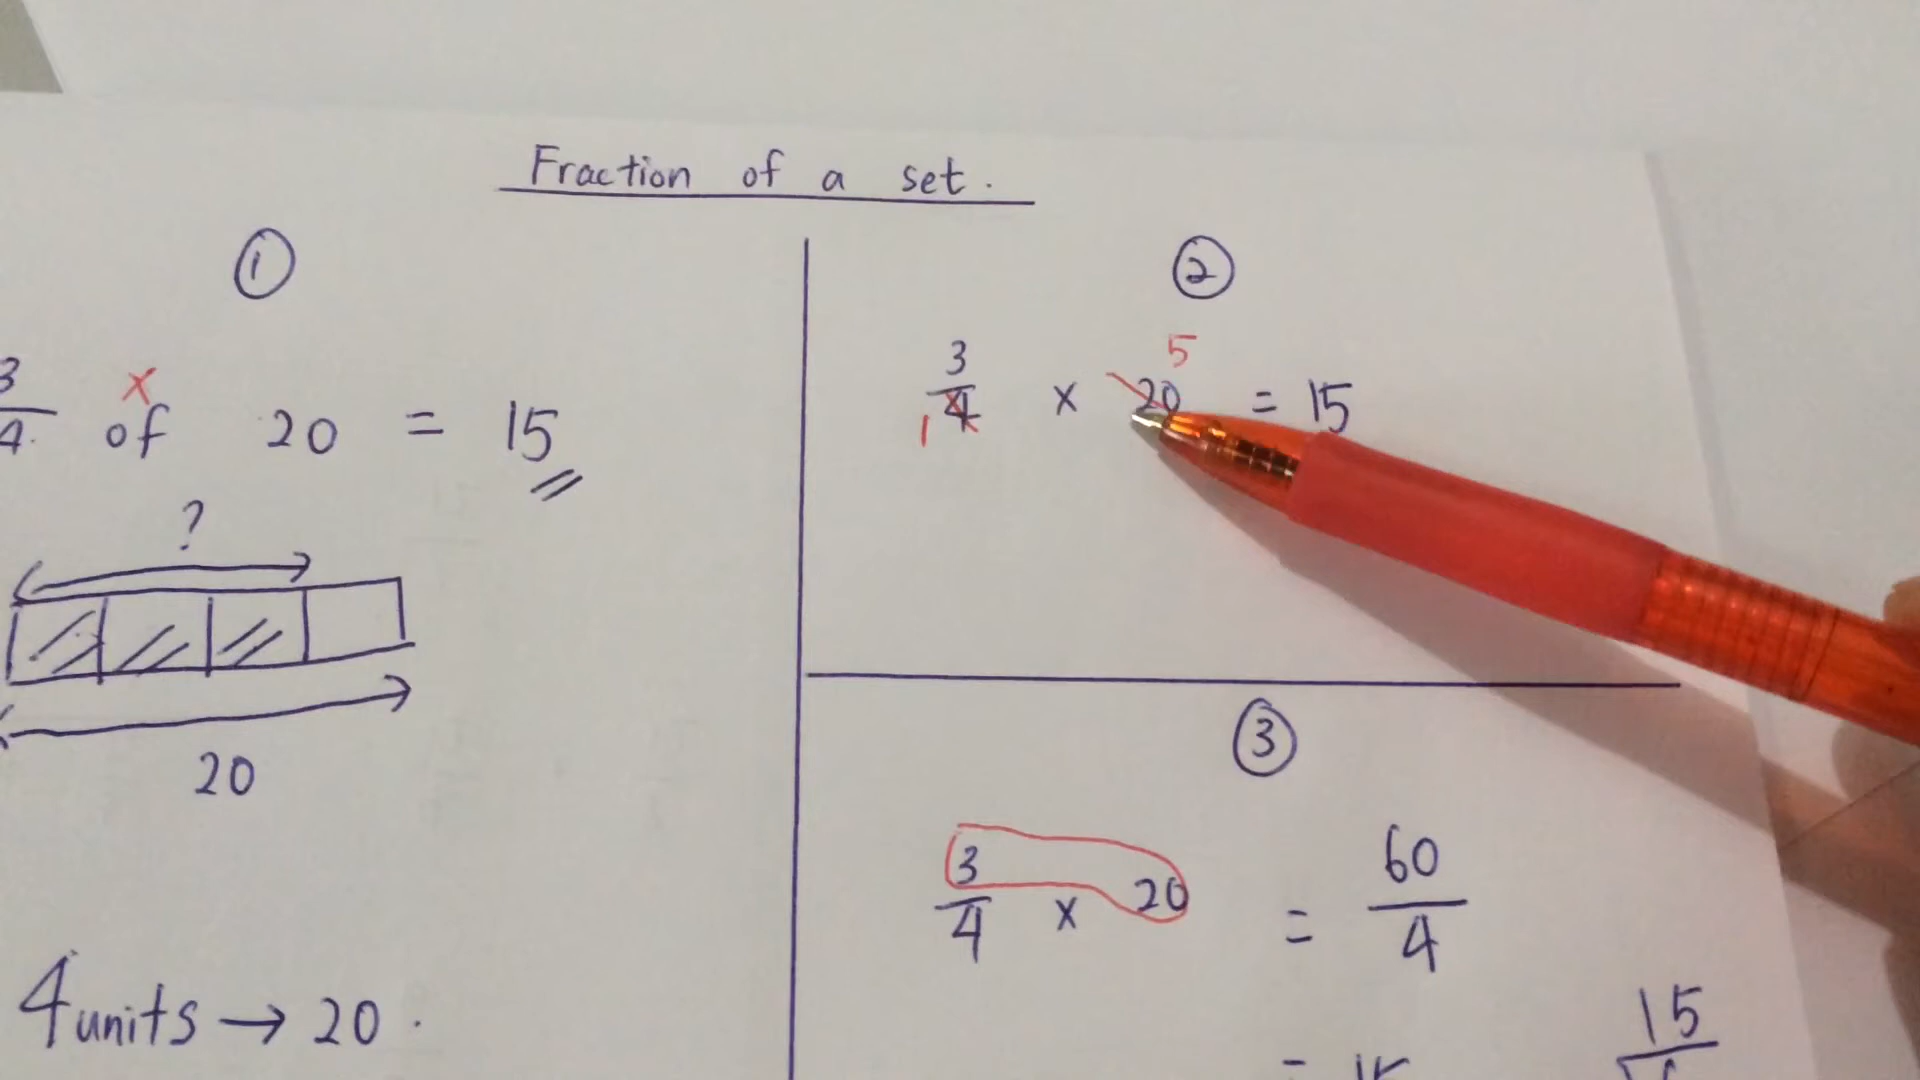 Fraction of a set.
①
3/4 of 20 = 15
x
?
20
4 units → 20
②
3/4 x 20 = 15
5
1
③
3/4 x 20 = 60/4
15